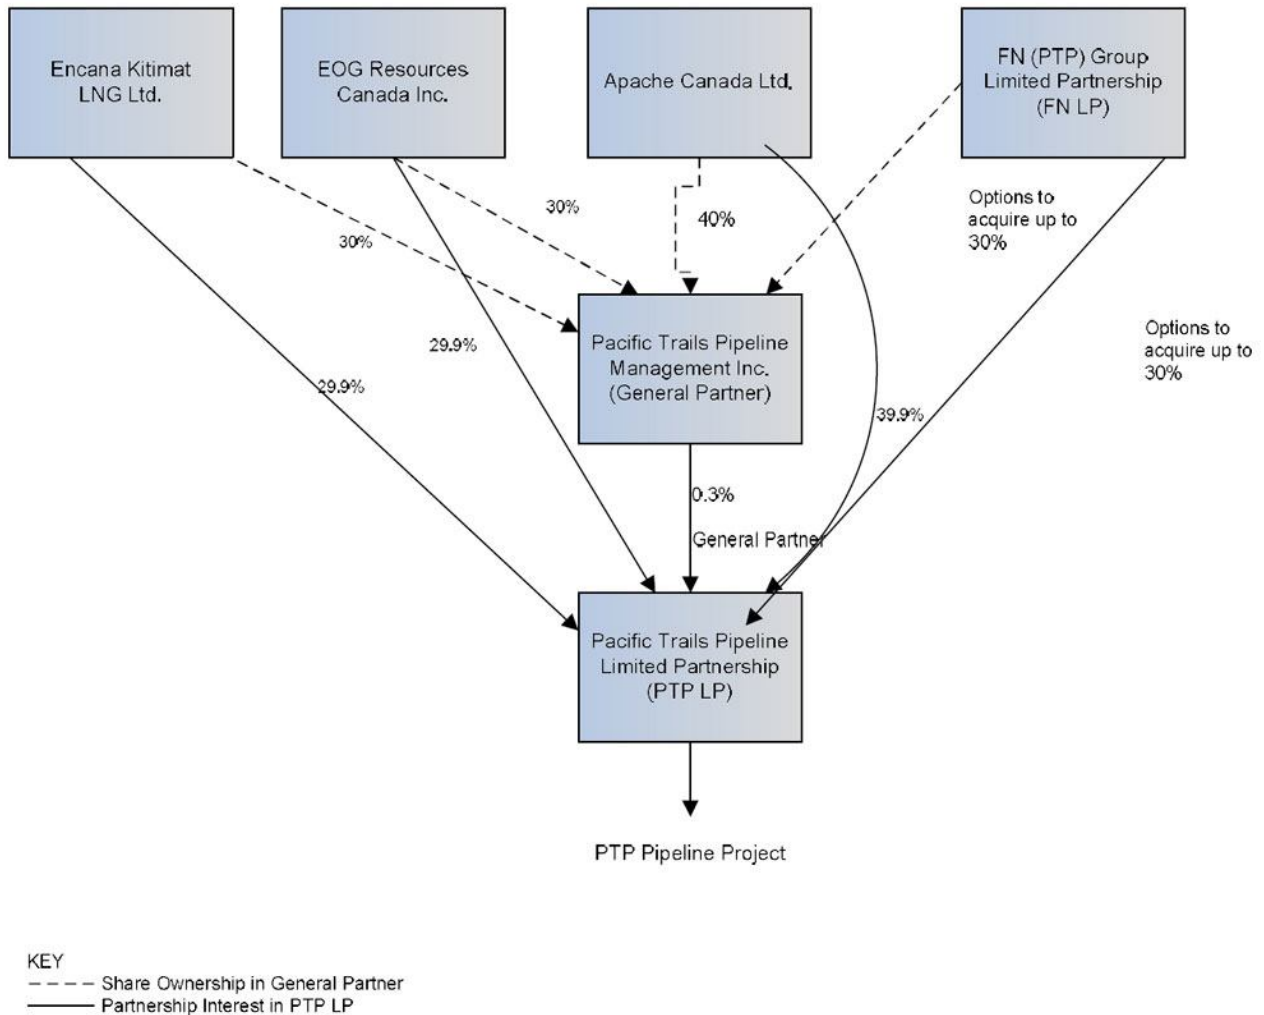 Encana Kitimat
LNG Ltd.
EOG Resources
Canada Inc.
Apache Canada Ltd.
FN (PTP) Group
Limited Partnership
(FN LP)
30%
30%
40%
Options to
acquire up to
30%
29.9%
29.9%
Pacific Trails Pipeline
Management Inc.
(General Partner)
Options to
acquire up to
30%
39.9%
0.3%
General Partner
Pacific Trails Pipeline
Limited Partnership
(PTP LP)
PTP Pipeline Project
KEY
Share Ownership in General Partner
Partnership Interest in PTP LP